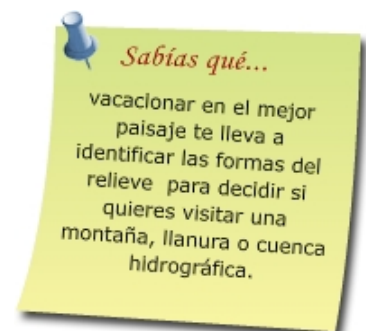 Sabías qué...
vacacionar en el mejor
paisaje te lleva a
identificar las formas del
relieve para decidir si
quieres visitar una
montaña, llanura o cuenca
hidrográfica.